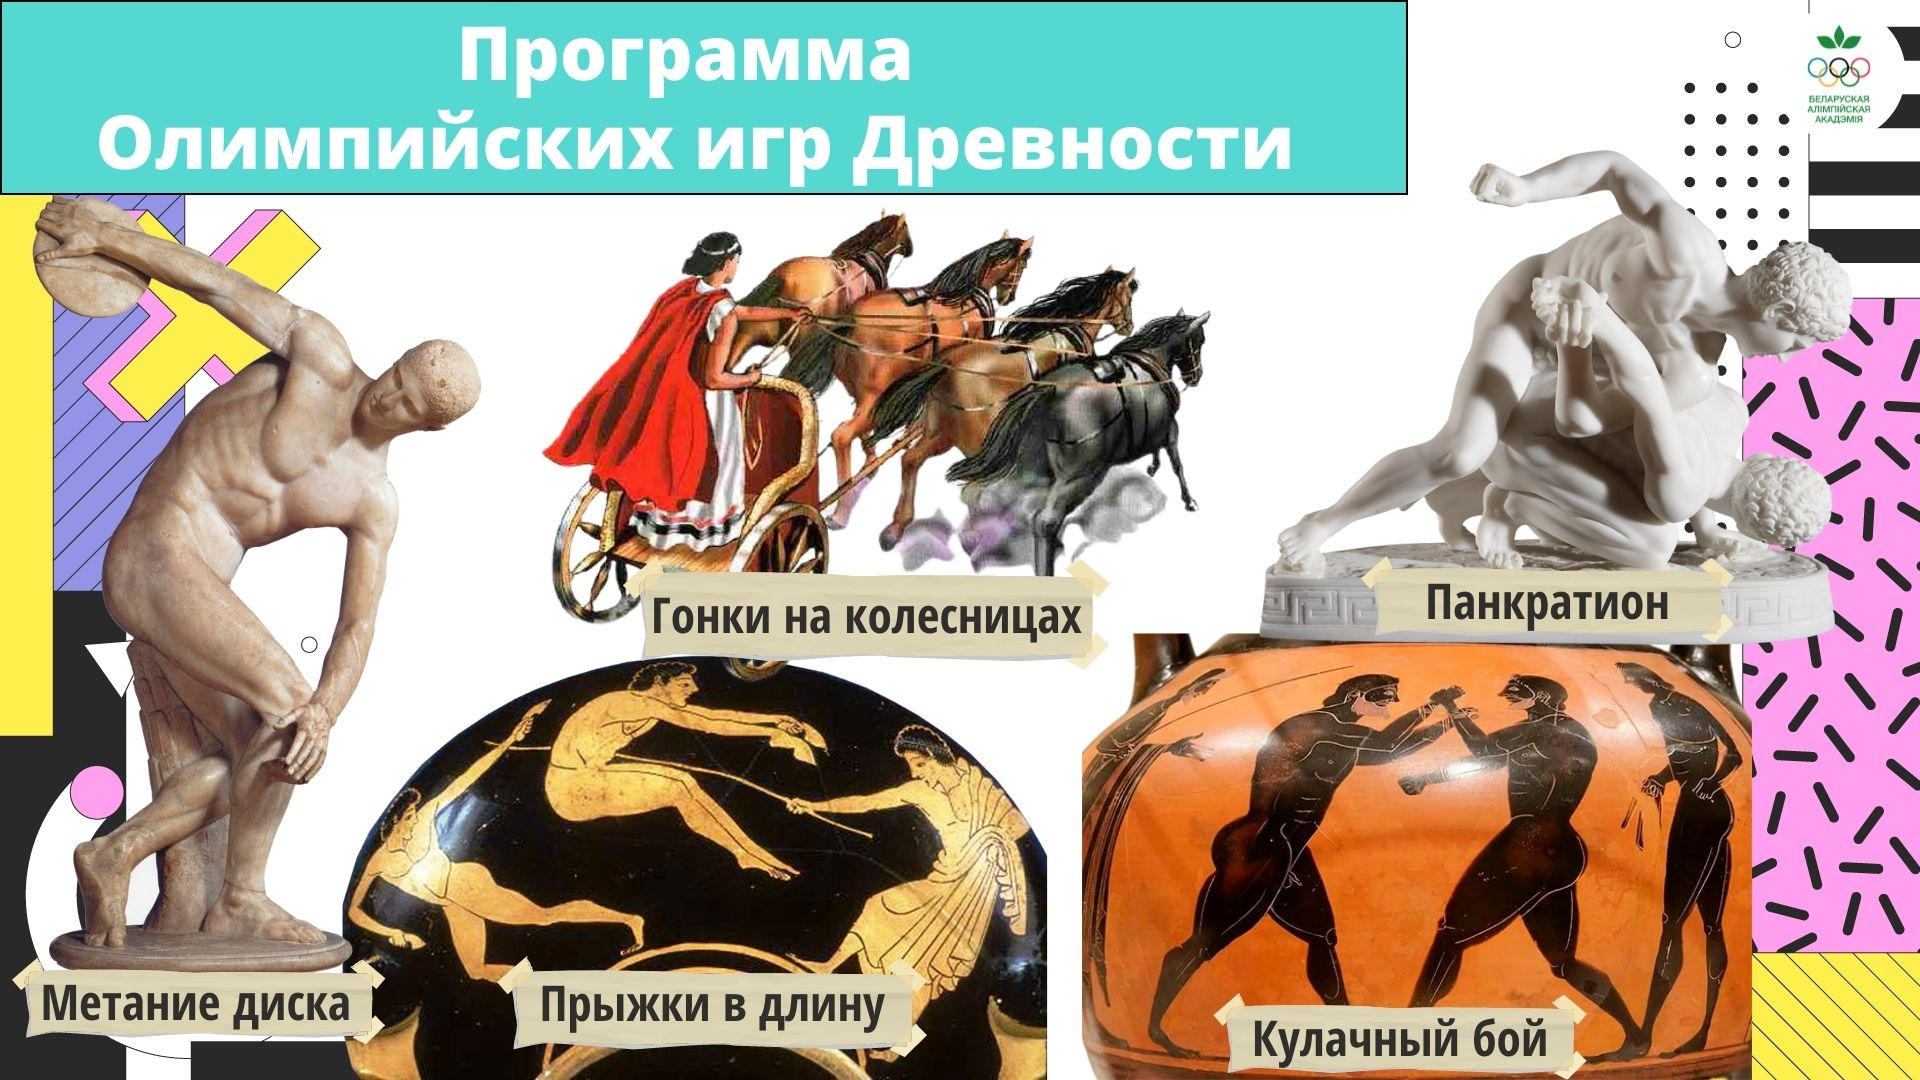 Программа
Олимпийских игр Древности
БЕЛАРУСКАЯ
АЛІМПІЙСКАЯ
АКАДЭМІЯ
Гонки на колесницах
Панкратион
Метание диска
Прыжки в длину
Кулачный бой